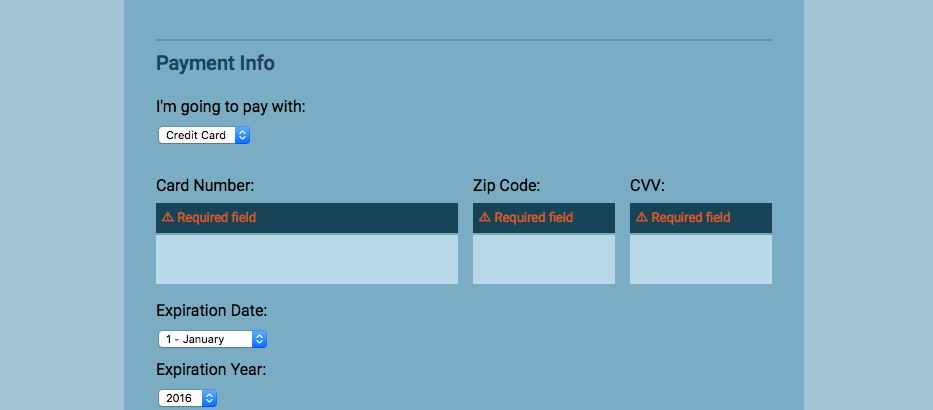 Payment Info
I'm going to pay with:
Credit Card
Card Number: Zip Code: CVV:
⚠ Required field ⚠ Required field ⚠ Required field
Expiration Date:
1 - January
Expiration Year:
2016